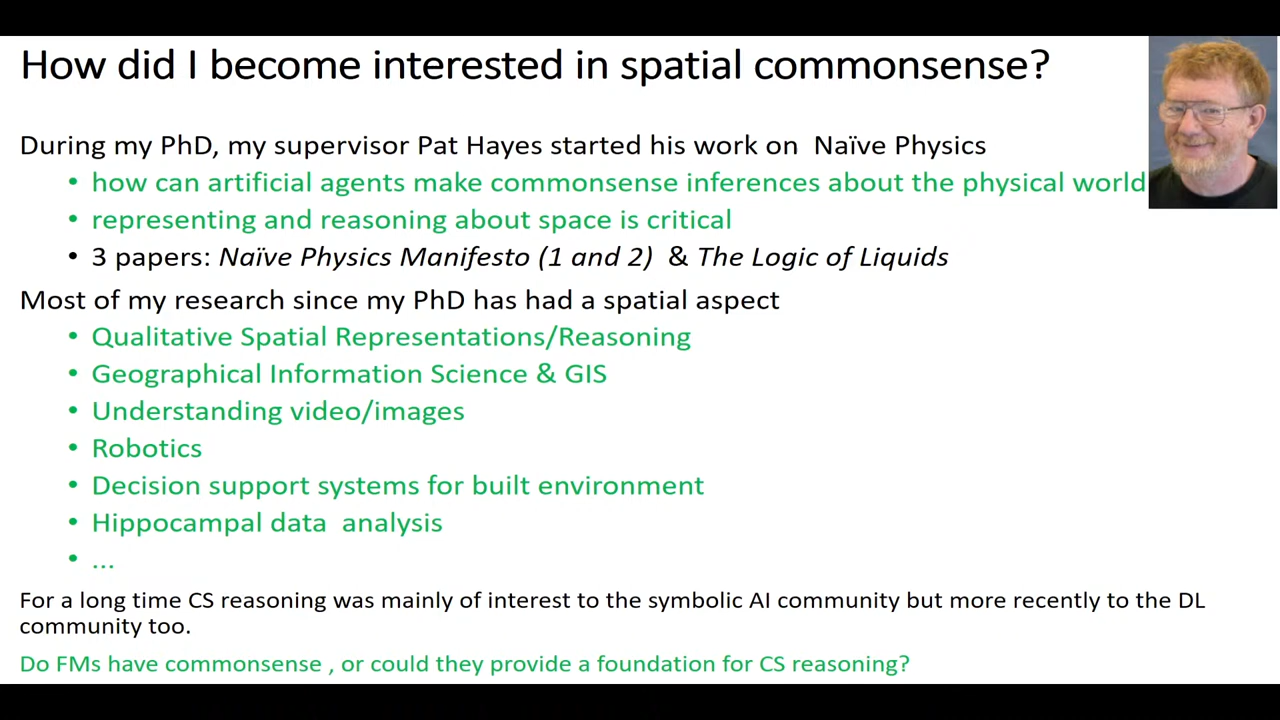 How did I become interested in spatial commonsense?
During my PhD, my supervisor Pat Hayes started his work on Naïve Physics
• how can artificial agents make commonsense inferences about the physical world
• representing and reasoning about space is critical
• 3 papers: Naïve Physics Manifesto (1 and 2) & The Logic of Liquids
Most of my research since my PhD has had a spatial aspect
• Qualitative Spatial Representations/Reasoning
• Geographical Information Science & GIS
• Understanding video/images
• Robotics
• Decision support systems for built environment
• Hippocampal data analysis
• ...
For a long time CS reasoning was mainly of interest to the symbolic AI community but more recently to the DL
community too.
Do FMs have commonsense , or could they provide a foundation for CS reasoning?